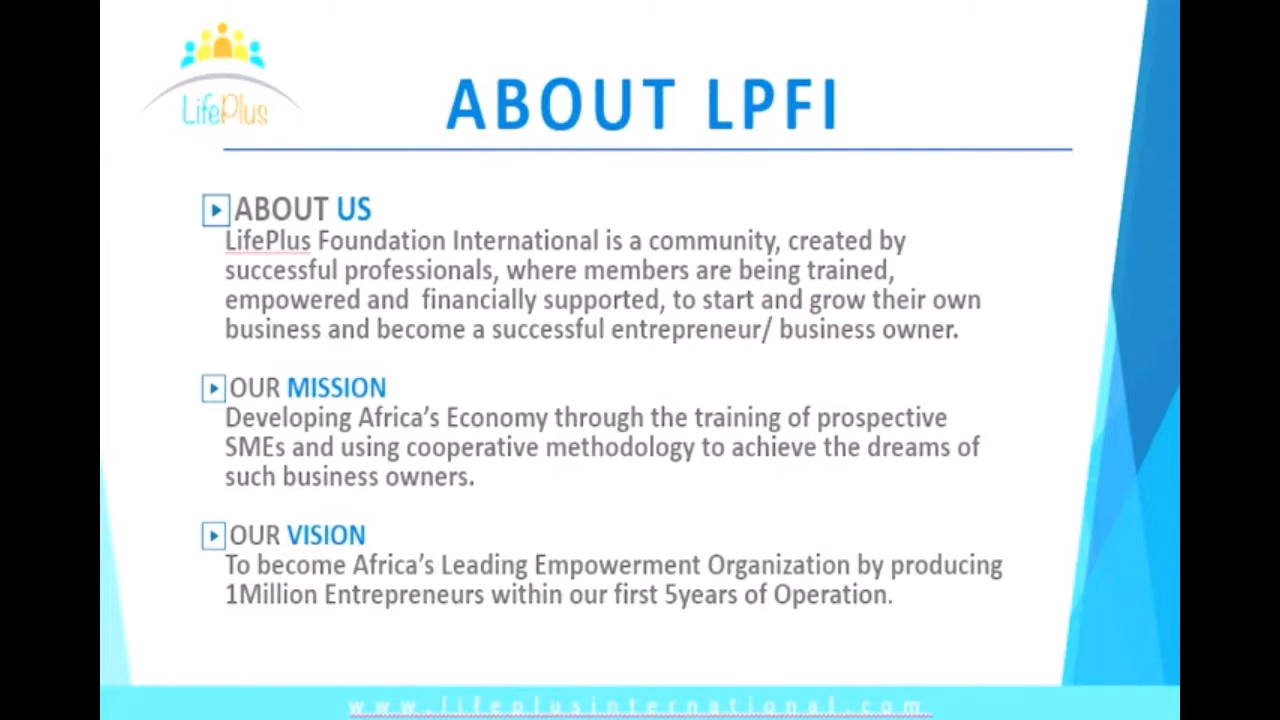 LifePlus
ABOUT LPFI
ABOUT US
LifePlus Foundation International is a community, created by
successful professionals, where members are being trained,
empowered and  financially supported, to start and grow their own
business and become a successful entrepreneur/ business owner.
OUR MISSION
Developing Africa’s Economy through the training of prospective
SMEs and using cooperative methodology to achieve the dreams of
such business owners.
OUR VISION
To become Africa’s Leading Empowerment Organization by producing
1Million Entrepreneurs within our first 5years of Operation.
www.lifeplusinternational.com